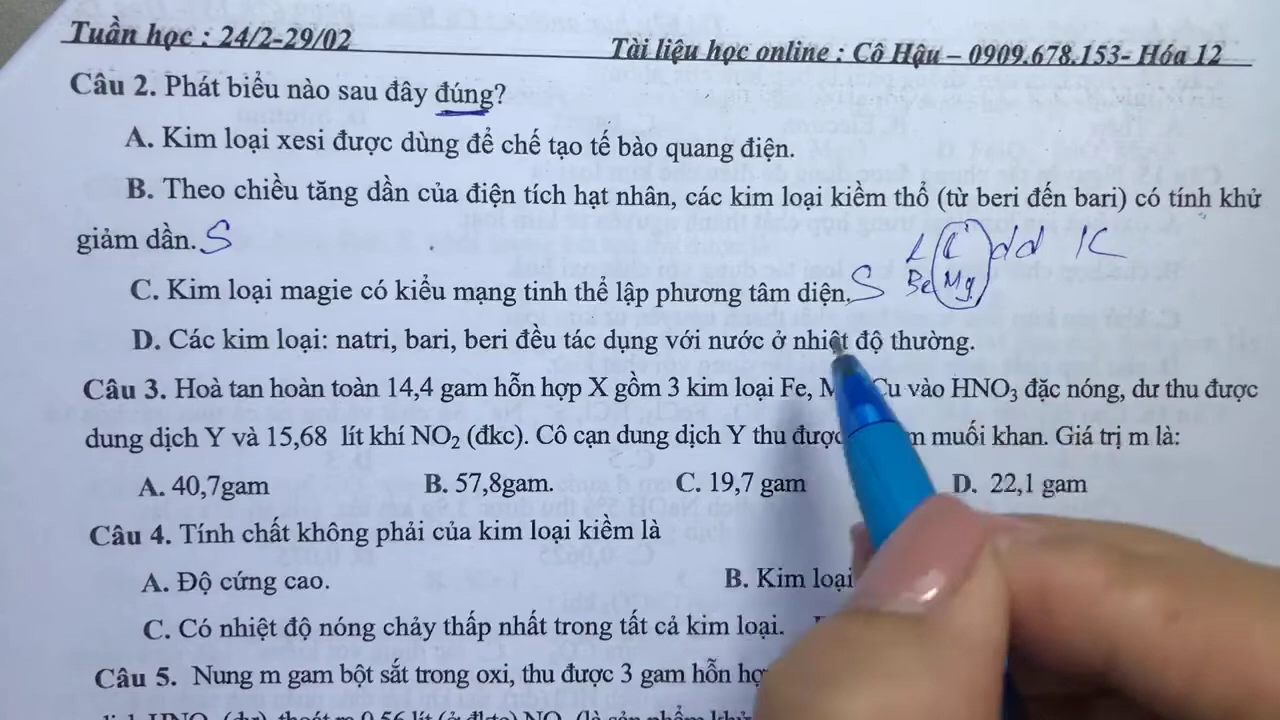 Tuần học : 24/2-29/02
Tài liệu học online : Cô Hậu – 0909.678.153- Hóa 12
Câu 2. Phát biểu nào sau đây đúng?
A. Kim loại xesi được dùng để chế tạo tế bào quang điện.
B. Theo chiều tăng dần của điện tích hạt nhân, các kim loại kiềm thổ (từ beri đến bari) có tính khử
giảm dần. S
L C dd K
C. Kim loại magie có kiểu mạng tinh thể lập phương tâm diện. S Be Mg
D. Các kim loại: natri, bari, beri đều tác dụng với nước ở nhiệt độ thường.
Câu 3. Hoà tan hoàn toàn 14,4 gam hỗn hợp X gồm 3 kim loại Fe, Cu vào HNO₃ đặc nóng, dư thu được
dung dịch Y và 15,68 lít khí NO₂ (đkc). Cô cạn dung dịch Y thu được muối khan. Giá trị m là:
A. 40,7gam B. 57,8gam. C. 19,7 gam D. 22,1 gam
Câu 4. Tính chất không phải của kim loại kiềm là
A. Độ cứng cao. B. Kim loại
C. Có nhiệt độ nóng chảy thấp nhất trong tất cả kim loại.
Câu 5. Nung m gam bột sắt trong oxi, thu được 3 gam hỗn